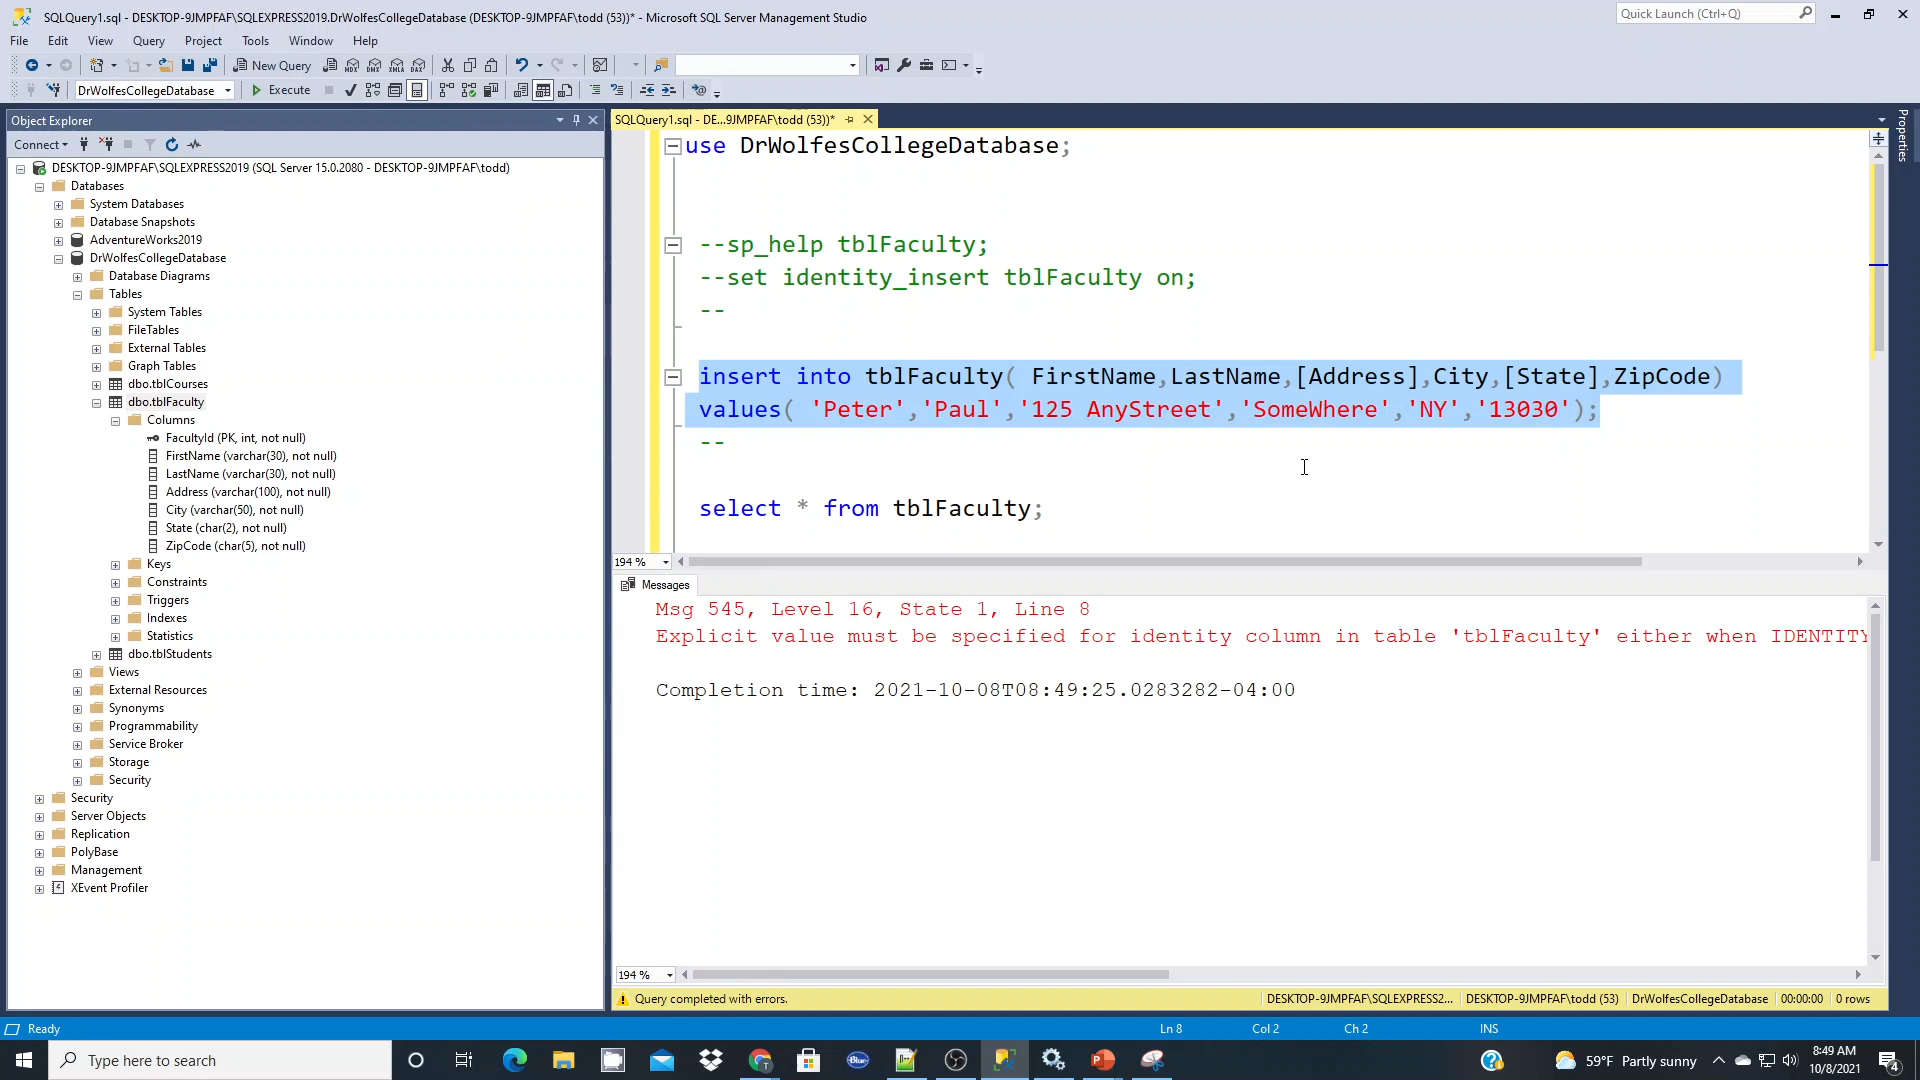 SQLQuery1.sql - DESKTOP-9JMPFAF\SQLEXPRESS2019.DrWolfesCollegeDatabase (DESKTOP-9JMPFAF\todd (53))* - Microsoft SQL Server Management Studio
Quick Launch (Ctrl+Q)
File Edit View Query Project Tools Window Help
New Query
MDX DMX XMLA DAX
DrWolfesCollegeDatabase Execute
Object Explorer
Connect
DESKTOP-9JMPFAF\SQLEXPRESS2019 (SQL Server 15.0.2080 - DESKTOP-9JMPFAF\todd)
Databases
System Databases
Database Snapshots
AdventureWorks2019
DrWolfesCollegeDatabase
Database Diagrams
Tables
System Tables
FileTables
External Tables
Graph Tables
dbo.tblCourses
dbo.tblFaculty
Columns
FacultyId (PK, int, not null)
FirstName (varchar(30), not null)
LastName (varchar(30), not null)
Address (varchar(100), not null)
City (varchar(50), not null)
State (char(2), not null)
ZipCode (char(5), not null)
Keys
Constraints
Triggers
Indexes
Statistics
dbo.tblStudents
Views
External Resources
Synonyms
Programmability
Service Broker
Storage
Security
Security
Server Objects
Replication
PolyBase
Management
XEvent Profiler
SQLQuery1.sql - DE...9JMPFAF\todd (53))*
Properties
use DrWolfesCollegeDatabase;
--sp_help tblFaculty;
--set identity_insert tblFaculty on;
--
insert into tblFaculty( FirstName,LastName,[Address],City,[State],ZipCode)
values( 'Peter','Paul','125 AnyStreet','SomeWhere','NY','13030');
--
select * from tblFaculty;
194 %
Messages
Msg 545, Level 16, State 1, Line 8
Explicit value must be specified for identity column in table 'tblFaculty' either when IDENTITY
Completion time: 2021-10-08T08:49:25.0283282-04:00
194 %
Query completed with errors. DESKTOP-9JMPFAF\SQLEXPRESS2... DESKTOP-9JMPFAF\todd (53) DrWolfesCollegeDatabase 00:00:00 0 rows
Ready Ln 8 Col 2 Ch 2 INS
Type here to search
59°F Partly sunny
8:49 AM
10/8/2021
4